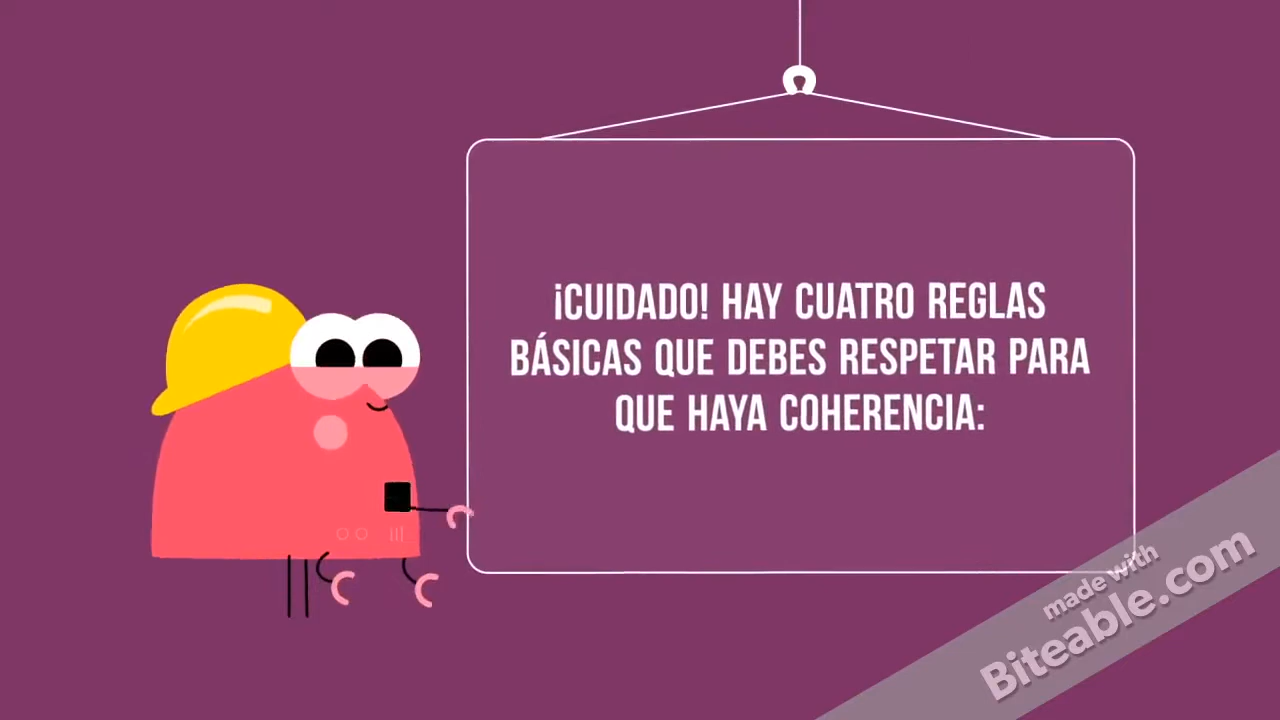 ¡CUIDADO! HAY CUATRO REGLAS
BÁSICAS QUE DEBES RESPETAR PARA
QUE HAYA COHERENCIA:
made with
Biteable.com